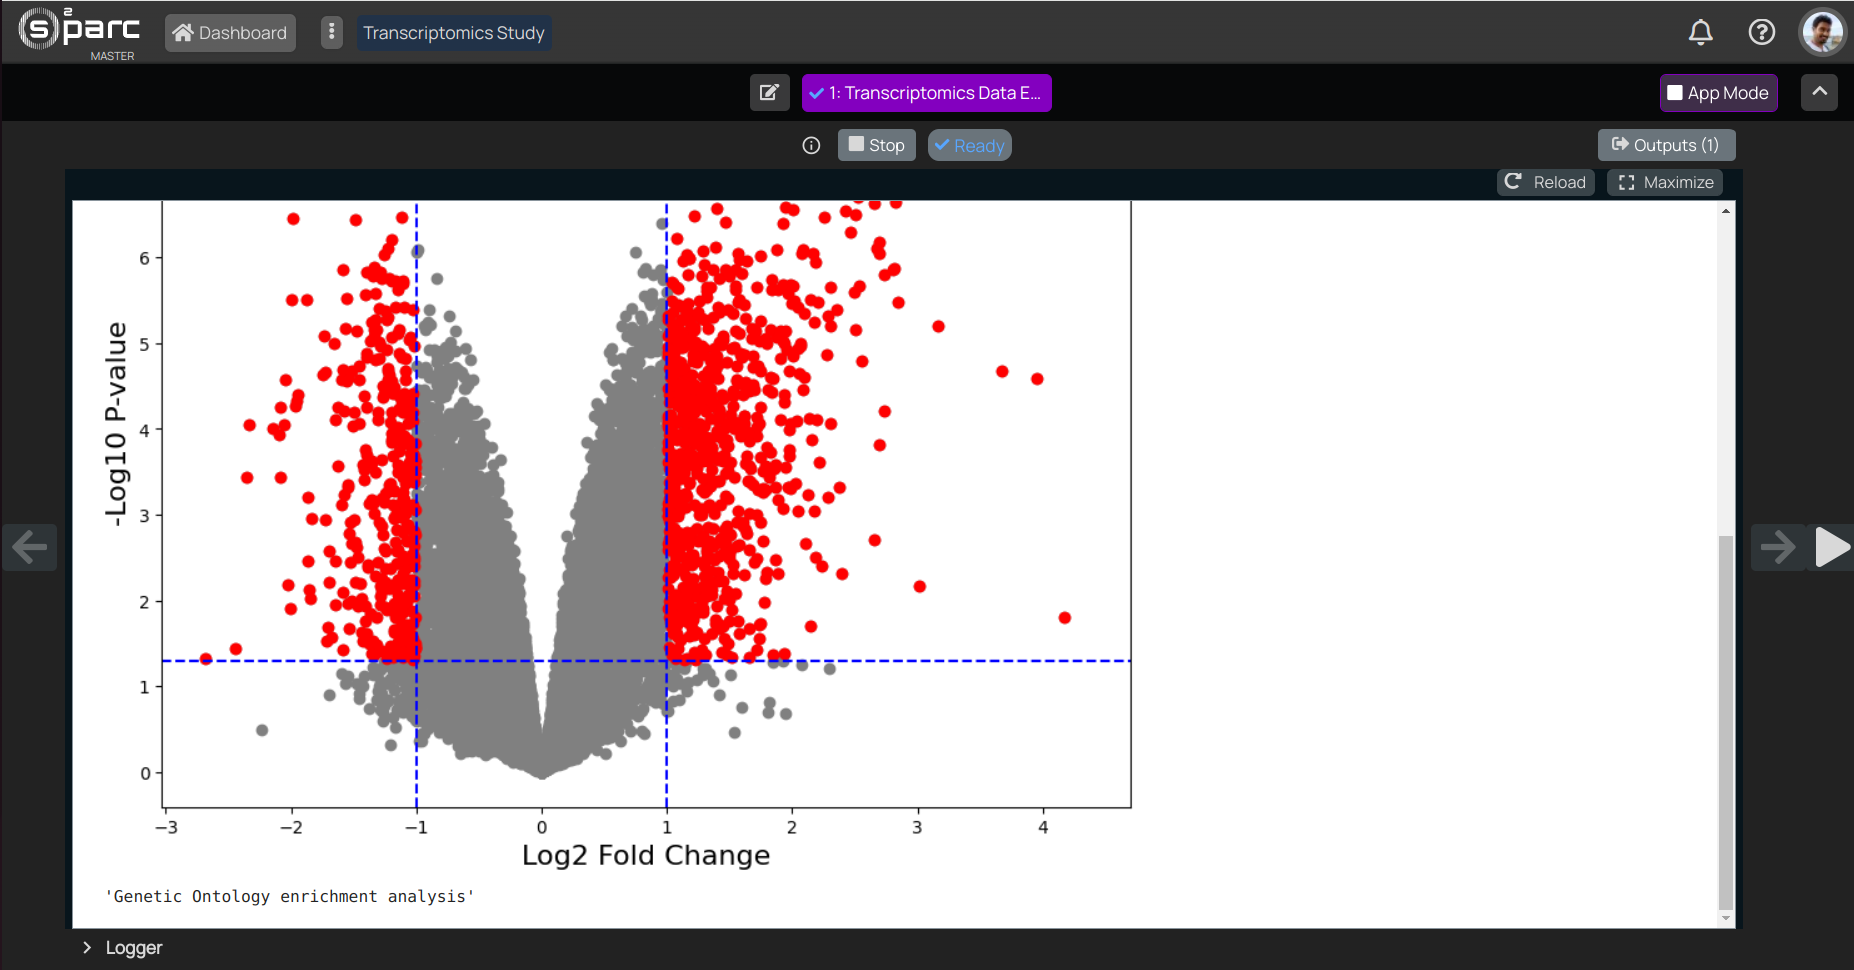 s2parc
MASTER
Dashboard
Transcriptomics Study
1: Transcriptomics Data E...
App Mode
Stop
Ready
Outputs (1)
Reload
Maximize
6
5
4
3
2
1
0
-Log10 P-value
−3 −2 −1 0 1 2 3 4
Log2 Fold Change
'Genetic Ontology enrichment analysis'
Logger